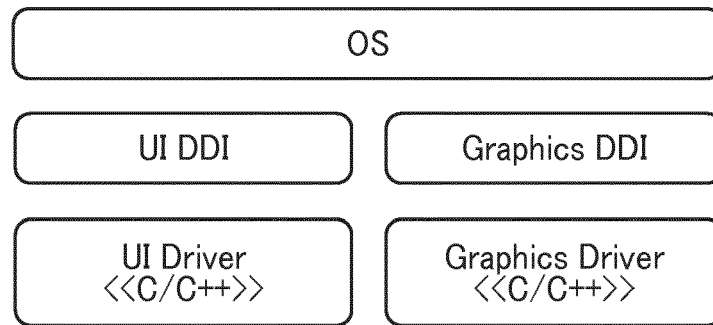 OS
UI DDI
Graphics DDI
UI Driver
<<C/C++>>
Graphics Driver
<<C/C++>>